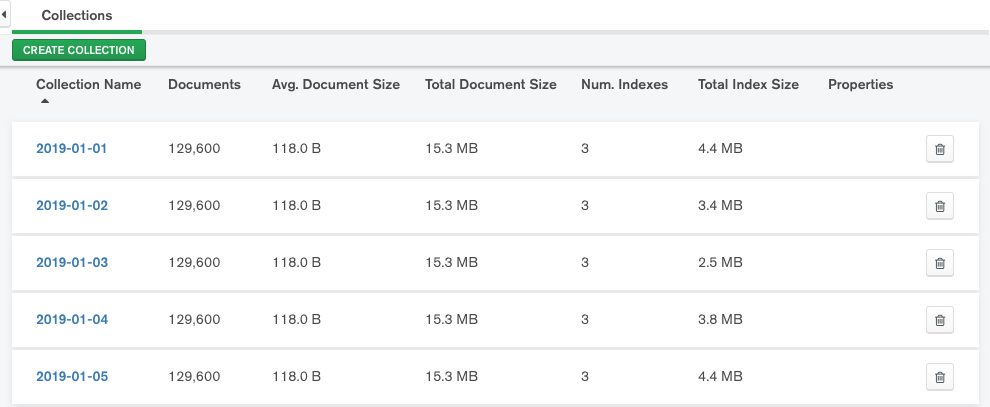 Collections
CREATE COLLECTION
Collection Name Documents Avg. Document Size Total Document Size Num. Indexes Total Index Size Properties
2019-01-01 129,600 118.0 B 15.3 MB 3 4.4 MB
2019-01-02 129,600 118.0 B 15.3 MB 3 3.4 MB
2019-01-03 129,600 118.0 B 15.3 MB 3 2.5 MB
2019-01-04 129,600 118.0 B 15.3 MB 3 3.8 MB
2019-01-05 129,600 118.0 B 15.3 MB 3 4.4 MB